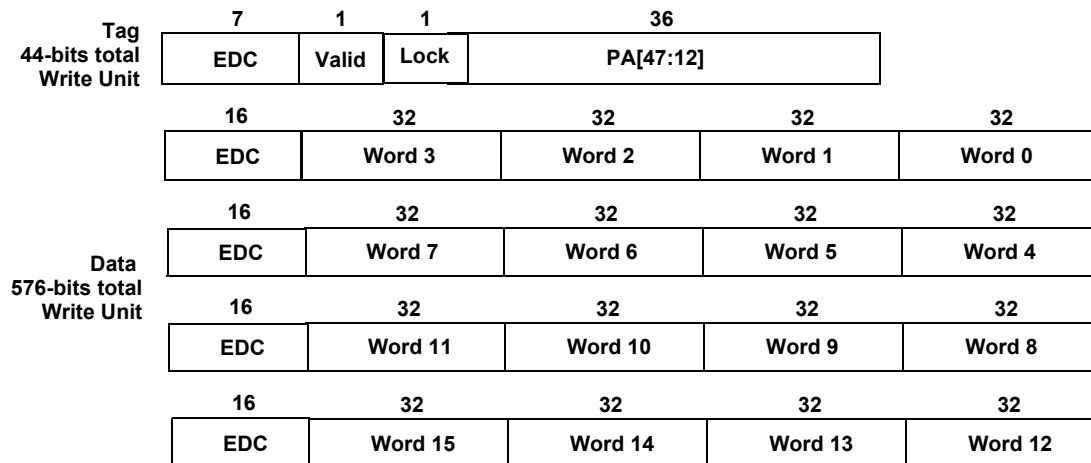 7 1 1 36
Tag
44-bits total
Write Unit
EDC Valid Lock PA[47:12]
16 32 32 32 32
EDC Word 3 Word 2 Word 1 Word 0
16 32 32 32 32
EDC Word 7 Word 6 Word 5 Word 4
Data
576-bits total
Write Unit
16 32 32 32 32
EDC Word 11 Word 10 Word 9 Word 8
16 32 32 32 32
EDC Word 15 Word 14 Word 13 Word 12